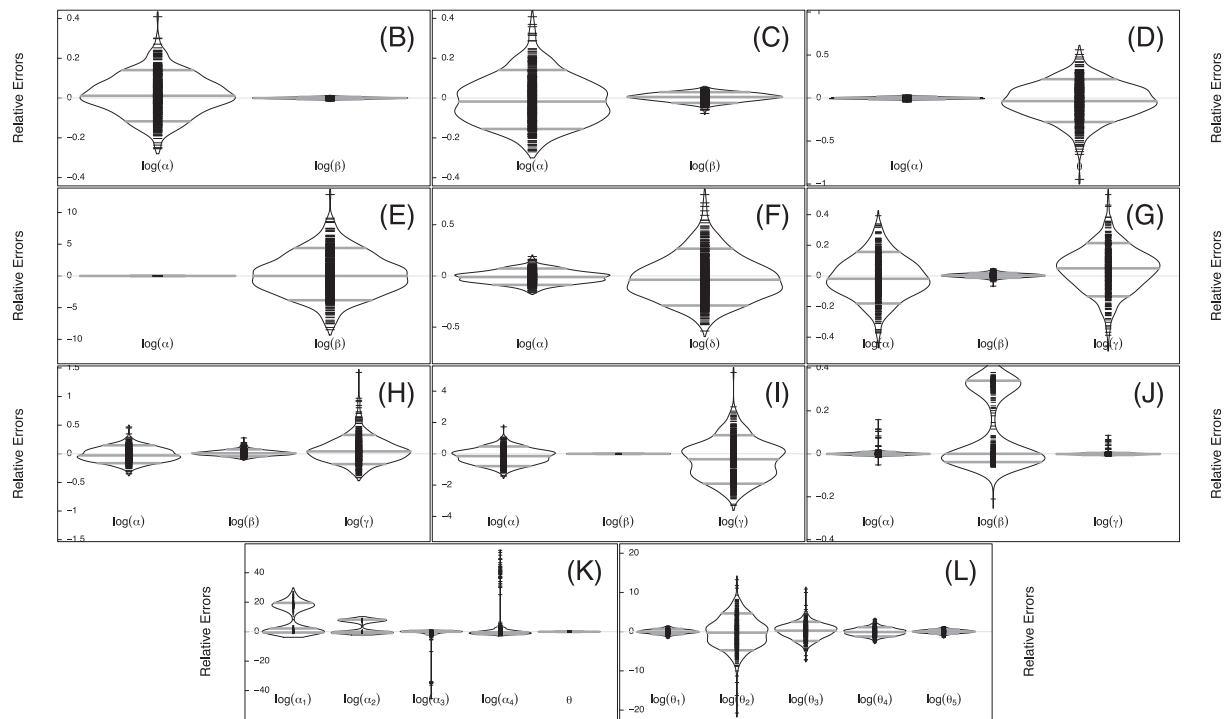 (B)
Relative Errors
0.4
0.2
0
−0.2
−0.4
log(α)
log(β)
(C)
0.4
0.2
0
−0.2
−0.4
log(α)
log(β)
(D)
Relative Errors
1
0.5
0
−0.5
−1
log(α)
θ
(E)
Relative Errors
10
5
0
−5
−10
log(α)
log(β)
(F)
0.5
0
−0.5
log(α)
log(δ)
(G)
Relative Errors
0.4
0.2
0
−0.2
−0.4
log(α)
log(β)
log(γ)
(H)
Relative Errors
1.5
1
0.5
0
−0.5
−1
−1.5
log(α)
log(β)
log(γ)
(I)
4
2
0
−2
−4
log(α)
log(β)
log(γ)
(J)
Relative Errors
0.4
0.2
0
−0.2
−0.4
log(α)
log(β)
log(γ)
(K)
Relative Errors
40
20
0
−20
−40
log(α₁)
log(α₂)
log(α₃)
log(α₄)
θ
(L)
Relative Errors
20
10
0
−10
−20
log(θ₁)
log(θ₂)
log(θ₃)
log(θ₄)
log(θ₅)